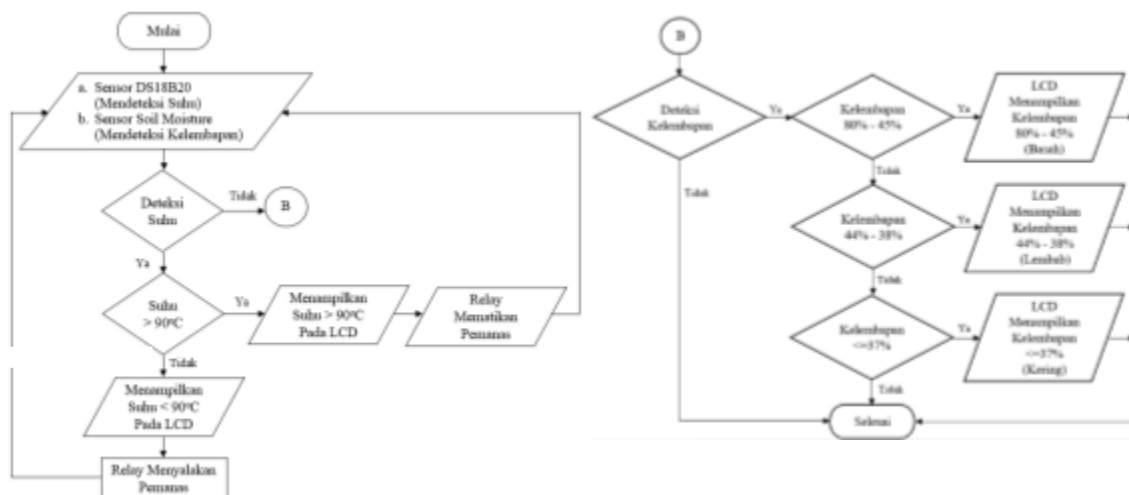 Mulai
a. Sensor DS18B20
(Mendeteksi Suhu)
b. Sensor Soil Moisture
(Mendeteksi Kelembapan)
Deteksi
Suhu
Tidak
B
Ya
Suhu
> 90°C
Ya
Menampilkan
Suhu > 90°C
Pada LCD
Relay
Mematikan
Pemanas
Tidak
Menampilkan
Suhu < 90°C
Pada LCD
Relay Menyalakan
Pemanas
B
Deteksi
Kelembapan
Ya
Kelembapan
80% - 45%
Ya
LCD
Menampilkan
Kelembapan
80% - 45%
(Basah)
Tidak
Tidak
Kelembapan
44% - 38%
Ya
LCD
Menampilkan
Kelembapan
44% - 38%
(Lembab)
Tidak
Kelembapan
<=37%
Ya
LCD
Menampilkan
Kelembapan
<=37%
(Kering)
Tidak
Selesai